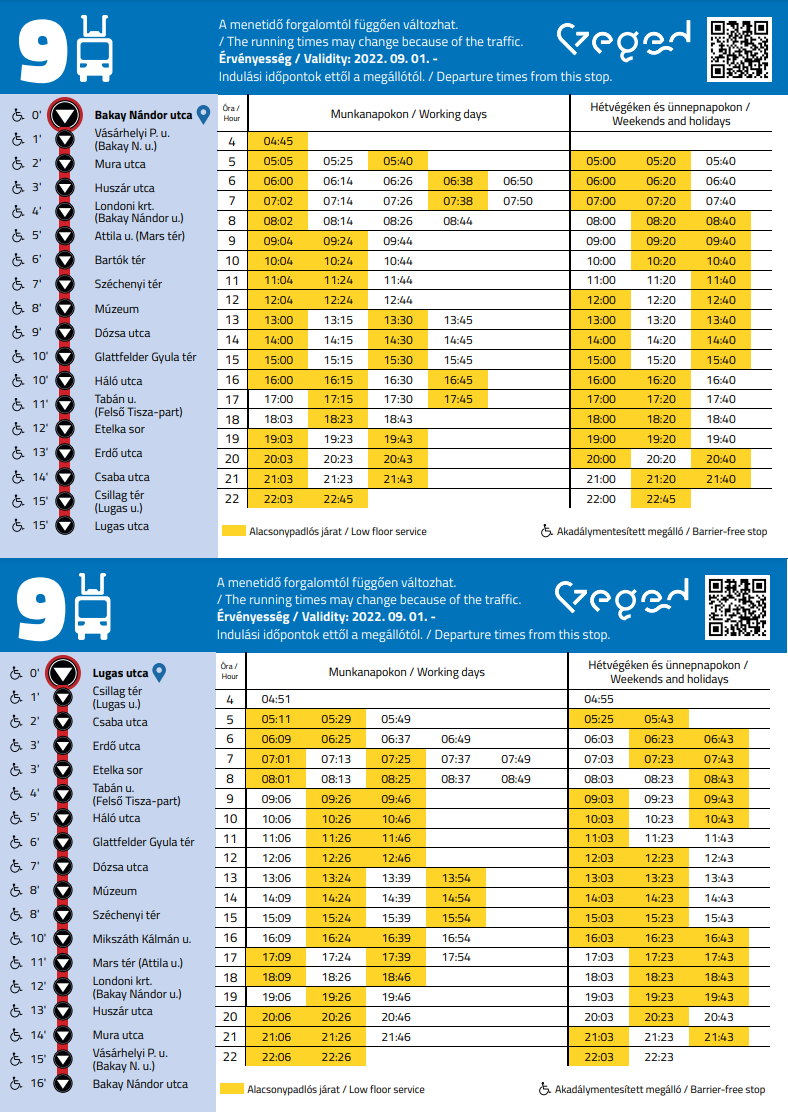 9
A menetidő forgalomtól függően változhat.
/ The running times may change because of the traffic.
Érvényesség / Validity: 2022. 09. 01. -
Indulási időpontok ettől a megállótól. / Departure times from this stop.
Szeged
0' Bakay Nándor utca
1' Vásárhelyi P. u.
(Bakay N. u.)
2' Mura utca
3' Huszár utca
4' Londoni krt.
(Bakay Nándor u.)
5' Attila u. (Mars tér)
6' Bartók tér
7' Széchenyi tér
8' Múzeum
9' Dózsa utca
10' Glattfelder Gyula tér
10' Háló utca
11' Tabán u.
(Felső Tisza-part)
12' Etelka sor
13' Erdő utca
14' Csaba utca
15' Csillag tér
(Lugas u.)
15' Lugas utca
Óra /
Hour
Munkanapokon / Working days
Hétvégéken és ünnepnapokon /
Weekends and holidays
4 04:45
5 05:05 05:25 05:40 05:00 05:20 05:40
6 06:00 06:14 06:26 06:38 06:50 06:00 06:20 06:40
7 07:02 07:14 07:26 07:38 07:50 07:00 07:20 07:40
8 08:02 08:14 08:26 08:44 08:00 08:20 08:40
9 09:04 09:24 09:44 09:00 09:20 09:40
10 10:04 10:24 10:44 10:00 10:20 10:40
11 11:04 11:24 11:44 11:00 11:20 11:40
12 12:04 12:24 12:44 12:00 12:20 12:40
13 13:00 13:15 13:30 13:45 13:00 13:20 13:40
14 14:00 14:15 14:30 14:45 14:00 14:20 14:40
15 15:00 15:15 15:30 15:45 15:00 15:20 15:40
16 16:00 16:15 16:30 16:45 16:00 16:20 16:40
17 17:00 17:15 17:30 17:45 17:00 17:20 17:40
18 18:03 18:23 18:43 18:00 18:20 18:40
19 19:03 19:23 19:43 19:00 19:20 19:40
20 20:03 20:23 20:43 20:00 20:20 20:40
21 21:03 21:23 21:43 21:00 21:20 21:40
22 22:03 22:45 22:00 22:45
Alacsonypadlós járat / Low floor service
Akadálymentesített megálló / Barrier-free stop
9
A menetidő forgalomtól függően változhat.
/ The running times may change because of the traffic.
Érvényesség / Validity: 2022. 09. 01. -
Indulási időpontok ettől a megállótól. / Departure times from this stop.
Szeged
0' Lugas utca
1' Csillag tér
(Lugas u.)
2' Csaba utca
3' Erdő utca
3' Etelka sor
4' Tabán u.
(Felső Tisza-part)
5' Háló utca
6' Glattfelder Gyula tér
7' Dózsa utca
8' Múzeum
8' Széchenyi tér
10' Mikszáth Kálmán u.
11' Mars tér (Attila u.)
12' Londoni krt.
(Bakay Nándor u.)
13' Huszár utca
14' Mura utca
15' Vásárhelyi P. u.
(Bakay N. u.)
16' Bakay Nándor utca
Óra /
Hour
Munkanapokon / Working days
Hétvégéken és ünnepnapokon /
Weekends and holidays
4 04:51 04:55
5 05:11 05:29 05:49 05:25 05:43
6 06:09 06:25 06:37 06:49 06:03 06:23 06:43
7 07:01 07:13 07:25 07:37 07:49 07:03 07:23 07:43
8 08:01 08:13 08:25 08:37 08:49 08:03 08:23 08:43
9 09:06 09:26 09:46 09:03 09:23 09:43
10 10:06 10:26 10:46 10:03 10:23 10:43
11 11:06 11:26 11:46 11:03 11:23 11:43
12 12:06 12:26 12:46 12:03 12:23 12:43
13 13:06 13:24 13:39 13:54 13:03 13:23 13:43
14 14:09 14:24 14:39 14:54 14:03 14:23 14:43
15 15:09 15:24 15:39 15:54 15:03 15:23 15:43
16 16:09 16:24 16:39 16:54 16:03 16:23 16:43
17 17:09 17:24 17:39 17:54 17:03 17:23 17:43
18 18:09 18:26 18:46 18:03 18:23 18:43
19 19:06 19:26 19:46 19:03 19:23 19:43
20 20:06 20:26 20:46 20:03 20:23 20:43
21 21:06 21:26 21:46 21:03 21:23 21:43
22 22:06 22:26 22:03 22:23
Alacsonypadlós járat / Low floor service
Akadálymentesített megálló / Barrier-free stop